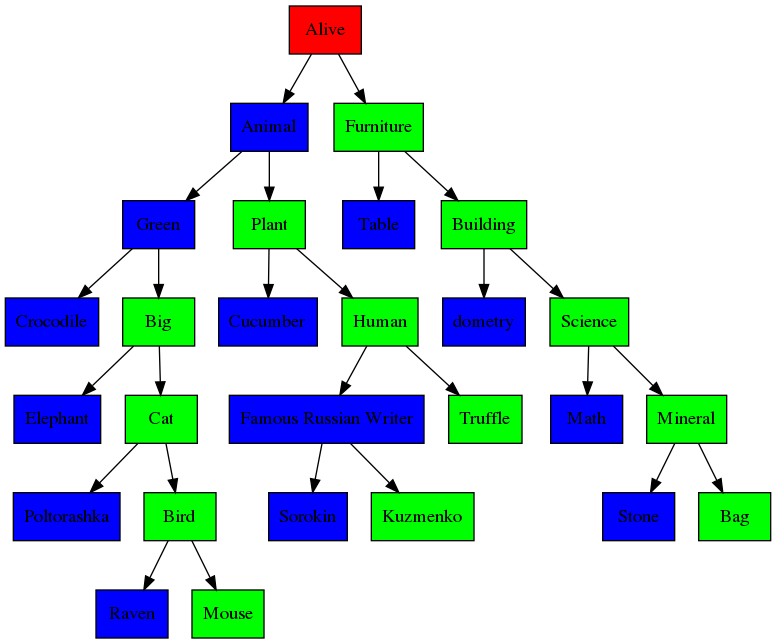 Alive
Animal
Furniture
Green
Plant
Table
Building
Crocodile
Big
Cucumber
Human
dometry
Science
Elephant
Cat
Famous Russian Writer
Truffle
Math
Mineral
Poltorashka
Bird
Sorokin
Kuzmenko
Stone
Bag
Raven
Mouse